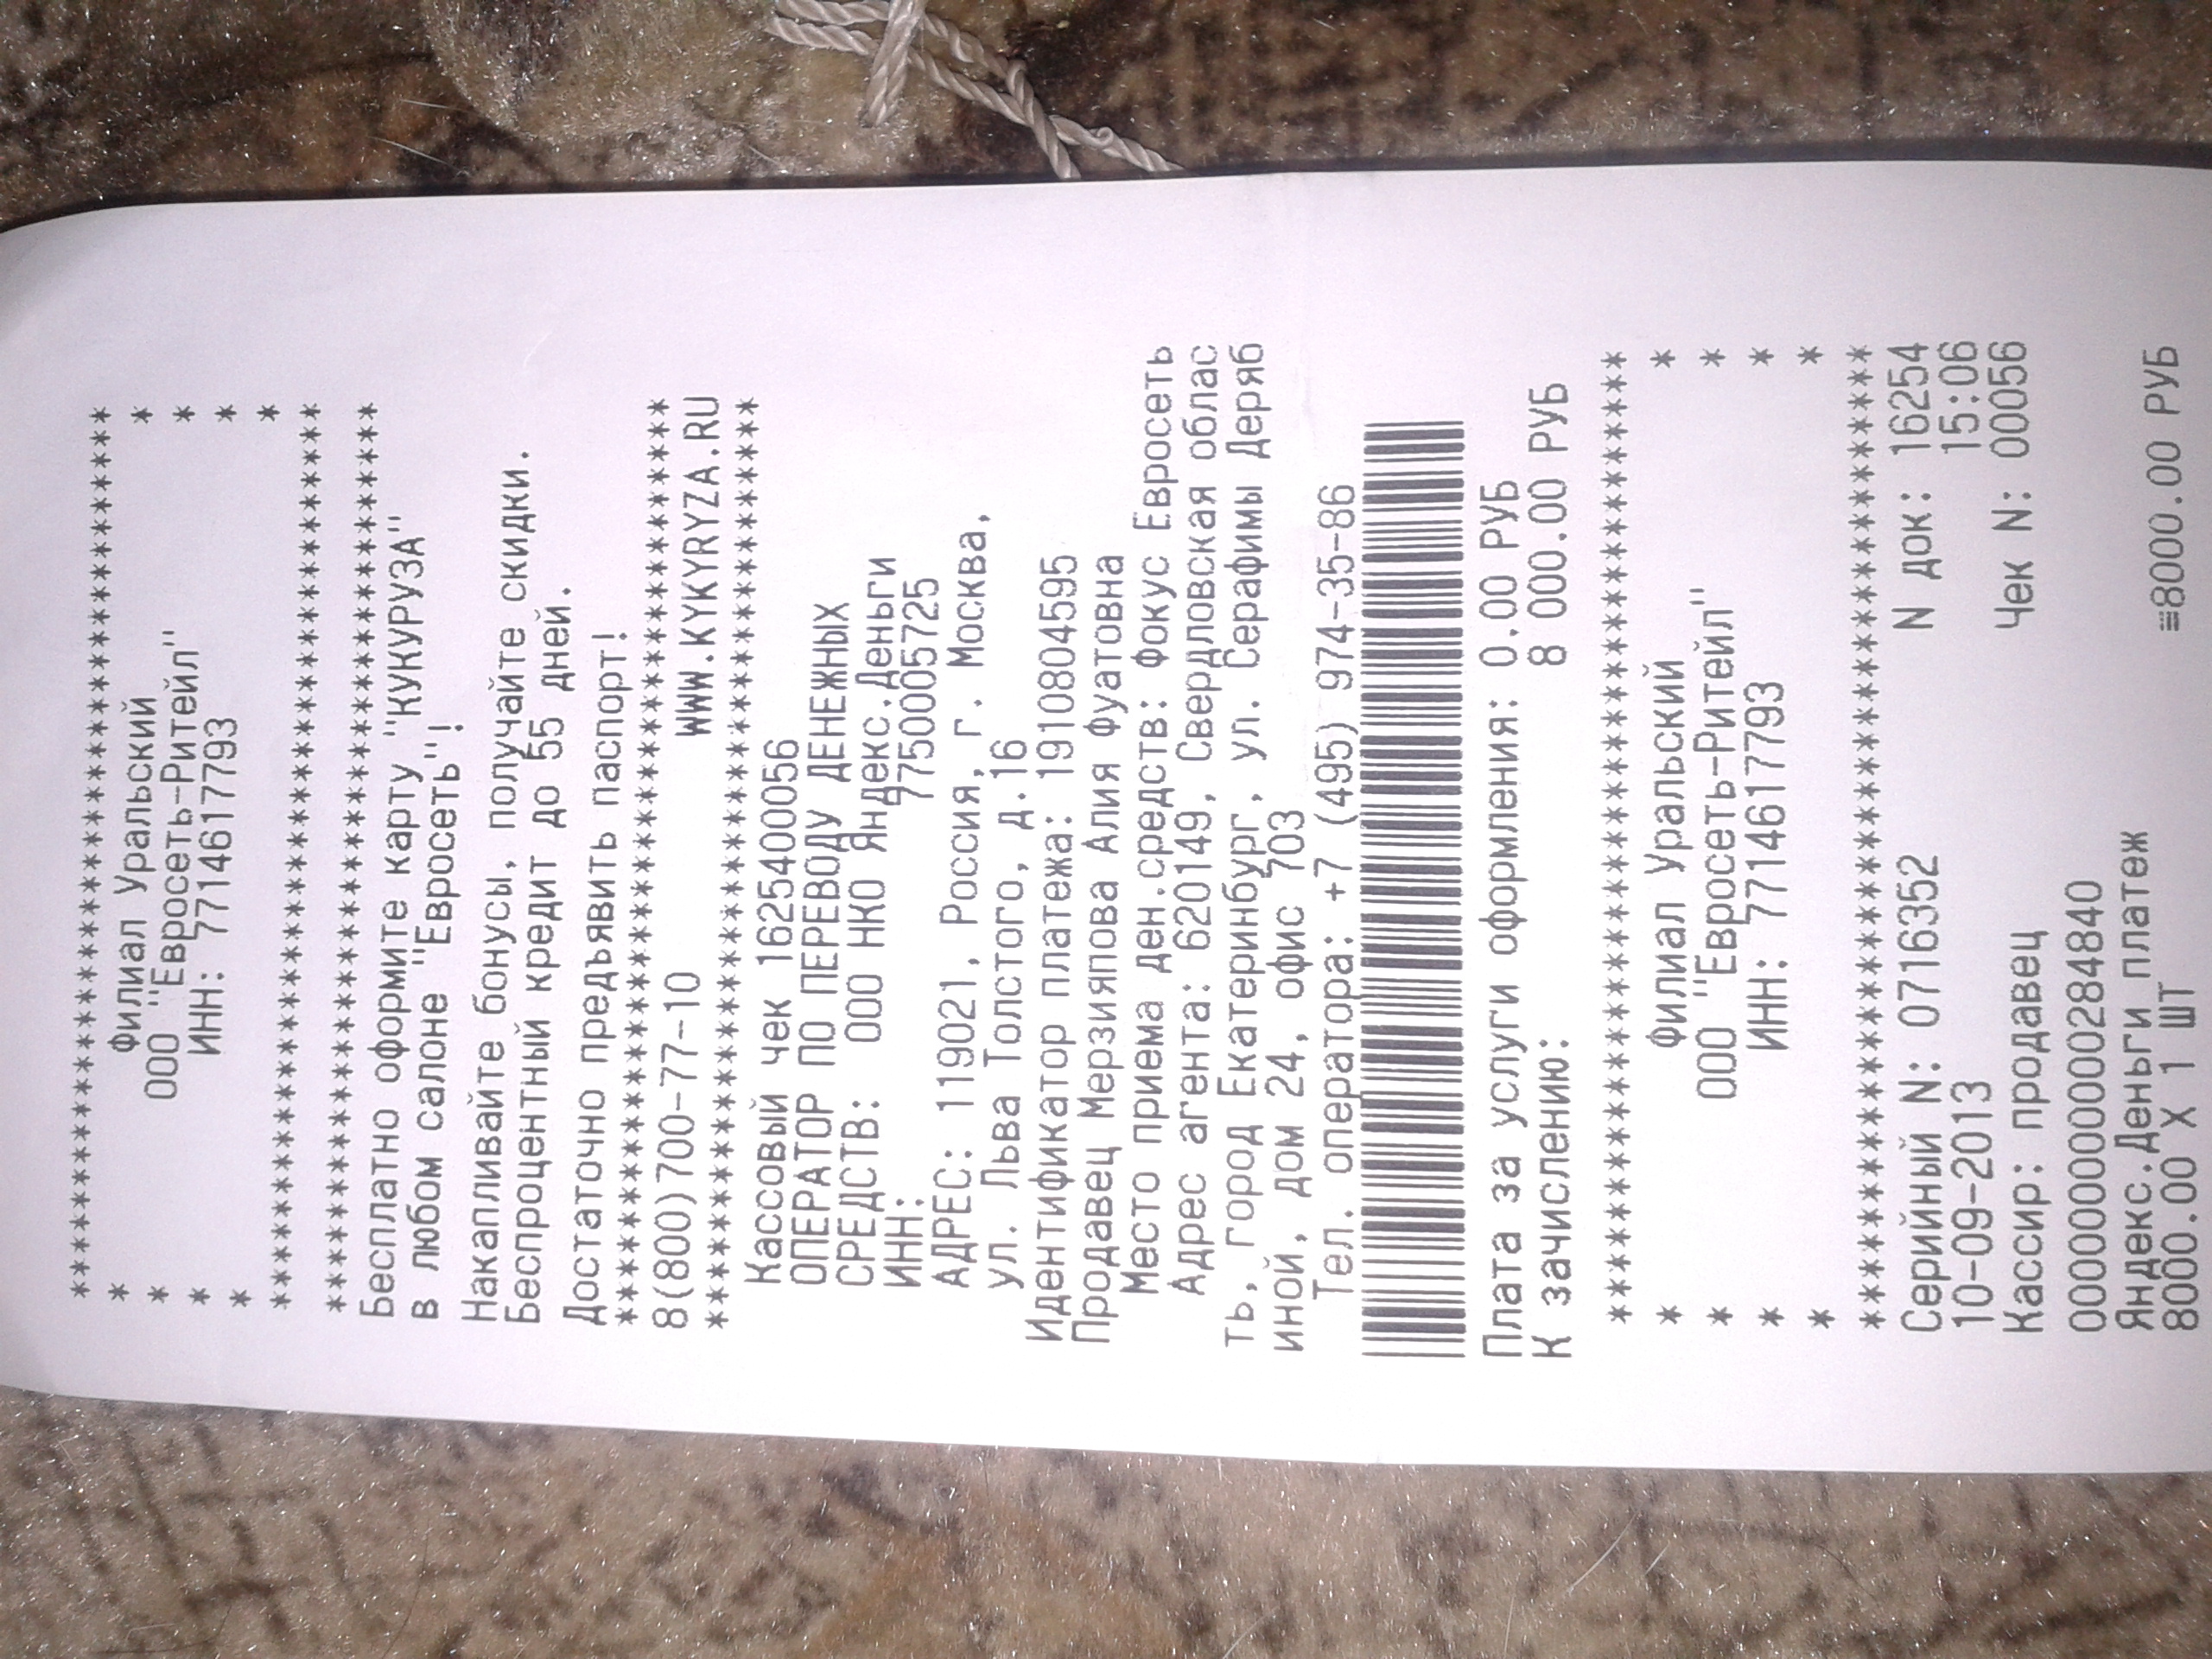 ****************************************
* Филиал Уральский *
* ООО "Евросеть-Ритейл" *
* ИНН: 7714617793 *
* *
****************************************
****************************************
Бесплатно оформите карту "КУКУРУЗА"
в любом салоне "Евросеть"!
Накапливайте бонусы, получайте скидки.
Беспроцентный кредит до 55 дней.
Достаточно предъявить паспорт!
****************************************
8(800)700-77-10 WWW.KYKYRYZA.RU
****************************************
Кассовый чек 1625400056
ОПЕРАТОР ПО ПЕРЕВОДУ ДЕНЕЖНЫХ
СРЕДСТВ: ООО НКО Яндекс.Деньги
ИНН: 7750005725
АДРЕС: 119021, Россия, г. Москва,
ул. Льва Толстого, д.16
Идентификатор платежа: 1910804595
Продавец Мерзияпова Алия Фуатовна
Место приема ден.средств: Фокус Евросеть
Адрес агента: 620149, Свердловская облас
ть, город Екатеринбург, ул. Серафимы Деряб
иной, дом 24, офис 703
Тел. оператора: +7 (495) 974-35-86
Плата за услуги оформления: 0.00 РУБ
К зачислению: 8 000.00 РУБ
****************************************
* Филиал Уральский *
* ООО "Евросеть-Ритейл" *
* ИНН: 7714617793 *
* *
****************************************
Серийный N: 0716352 N док: 16254
10-09-2013 15:06
Кассир: продавец Чек N: 00056
0000000000000284840
Яндекс.Деньги платеж
8000.00 X 1 ШТ ≡8000.00 РУБ